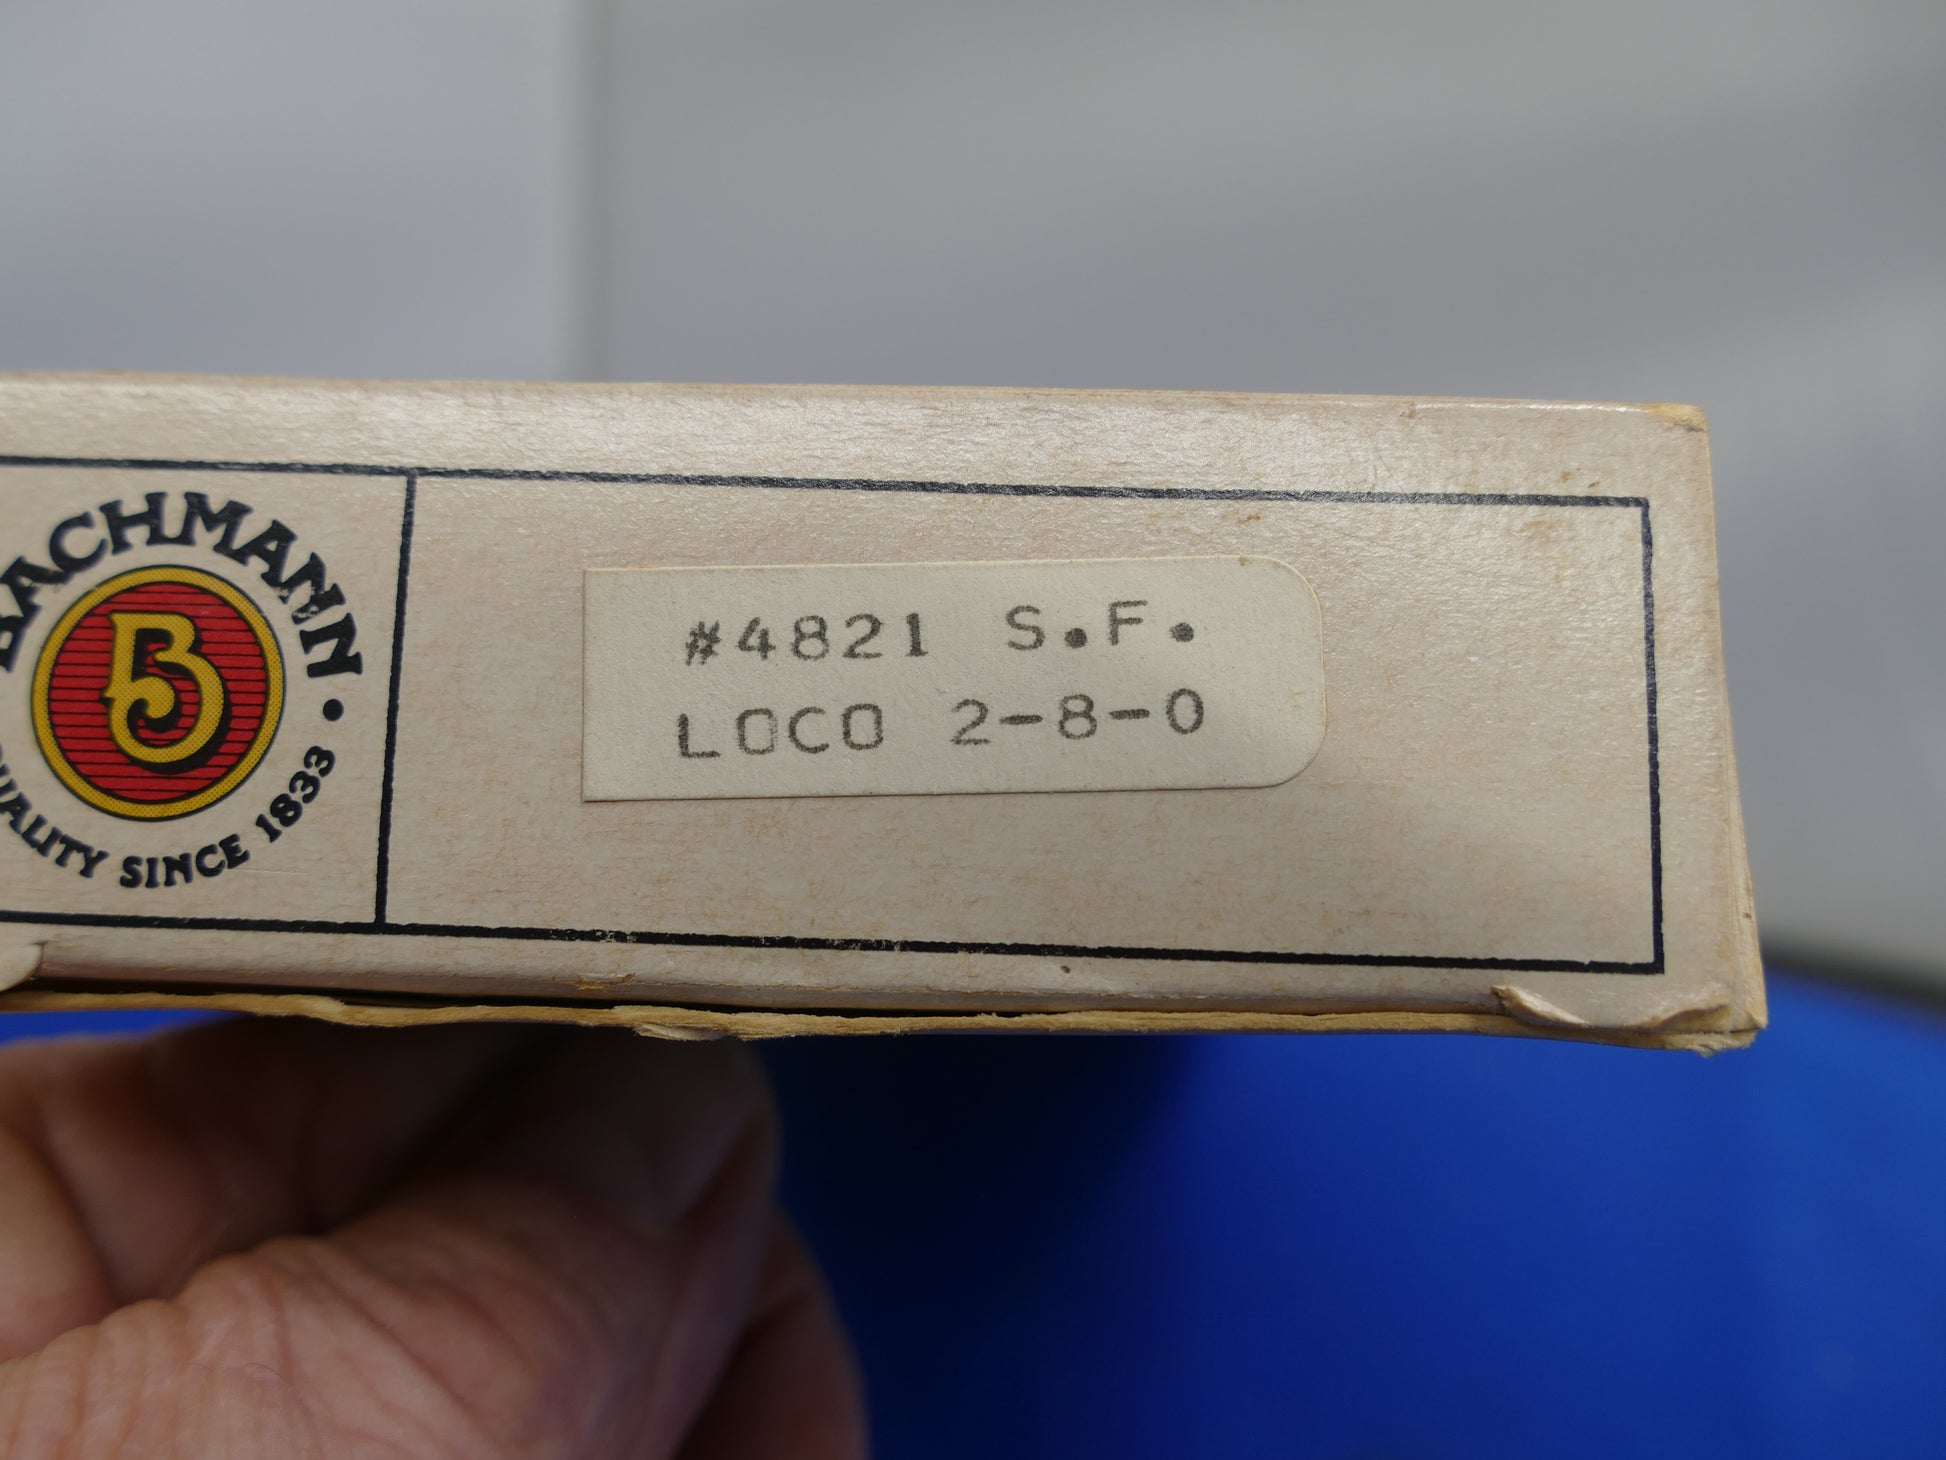 BACHMANN •
QUALITY SINCE 1833
B
#4821 S.F.
LOCO 2-8-0